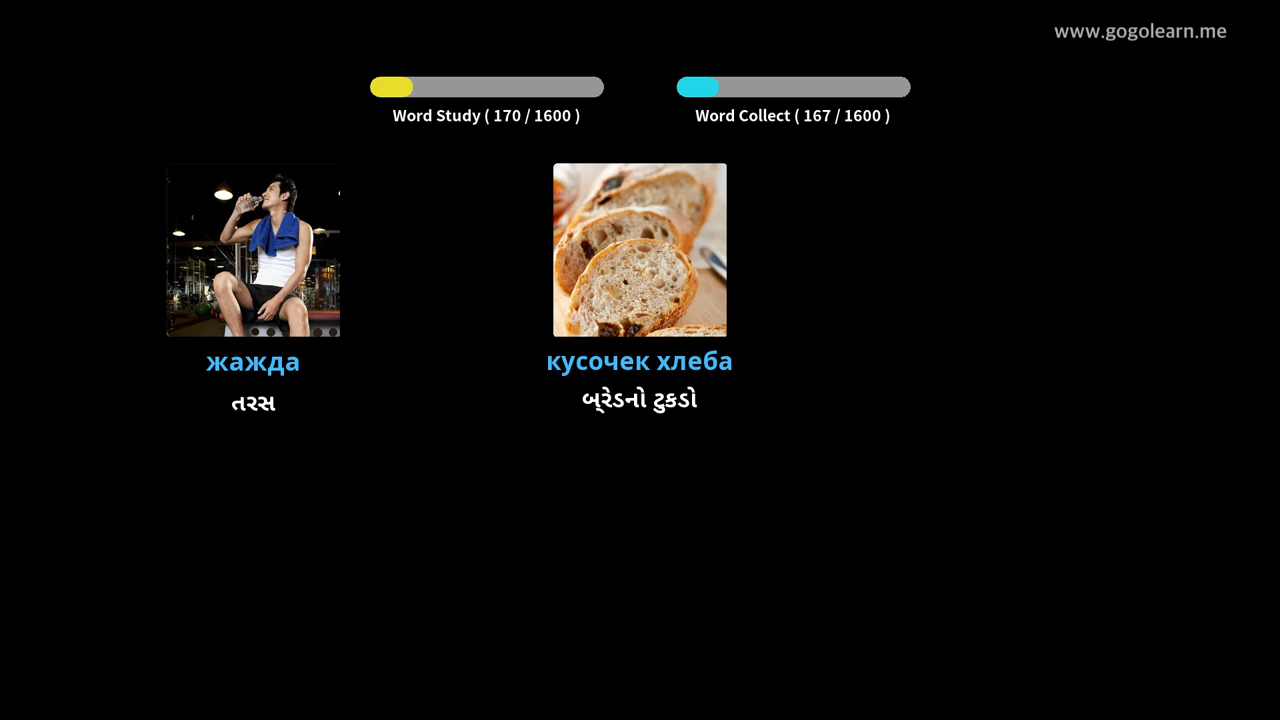 www.gogolearn.me
Word Study ( 170 / 1600 )
Word Collect ( 167 / 1600 )
жажда
તરસ
кусочек хлеба
બ્રેડનો ટુકડો